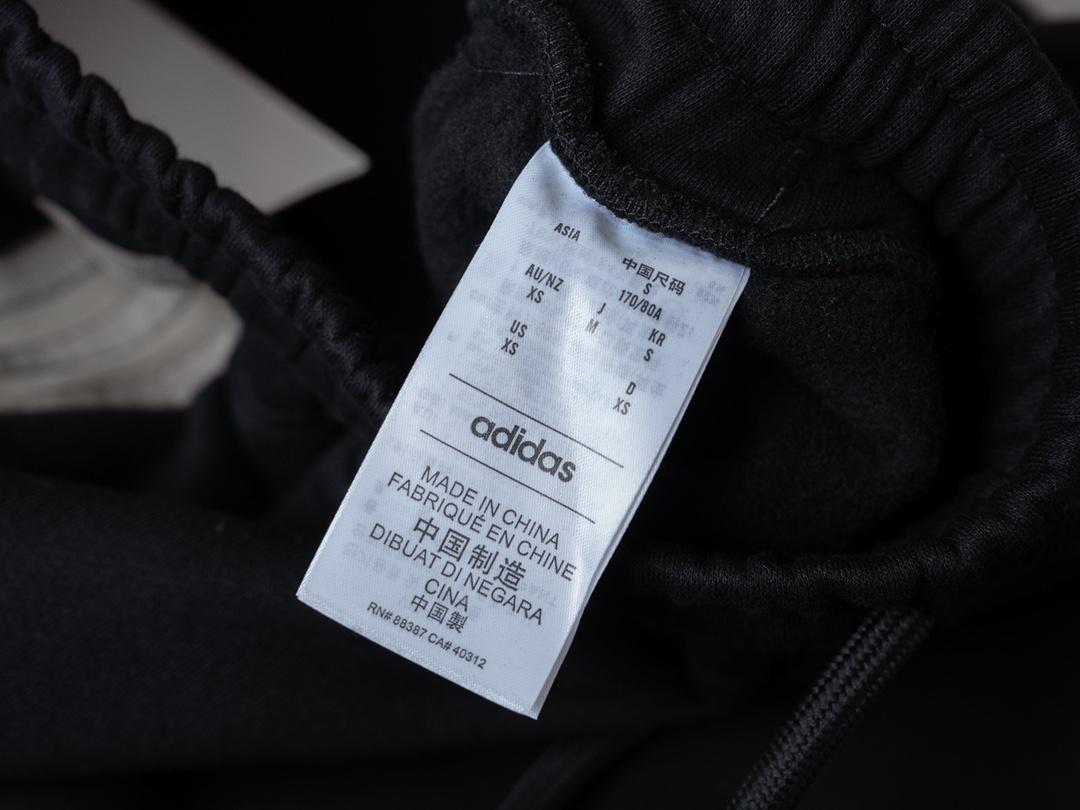 ASIA
中国尺码
S
170/80A
AU/NZ
XS
J
M
KR
S
US
XS
D
XS
adidas
MADE IN CHINA
FABRIQUÉ EN CHINE
中国制造
DIBUAT DI NEGARA
CINA
中国製
RN# 88387 CA# 40312